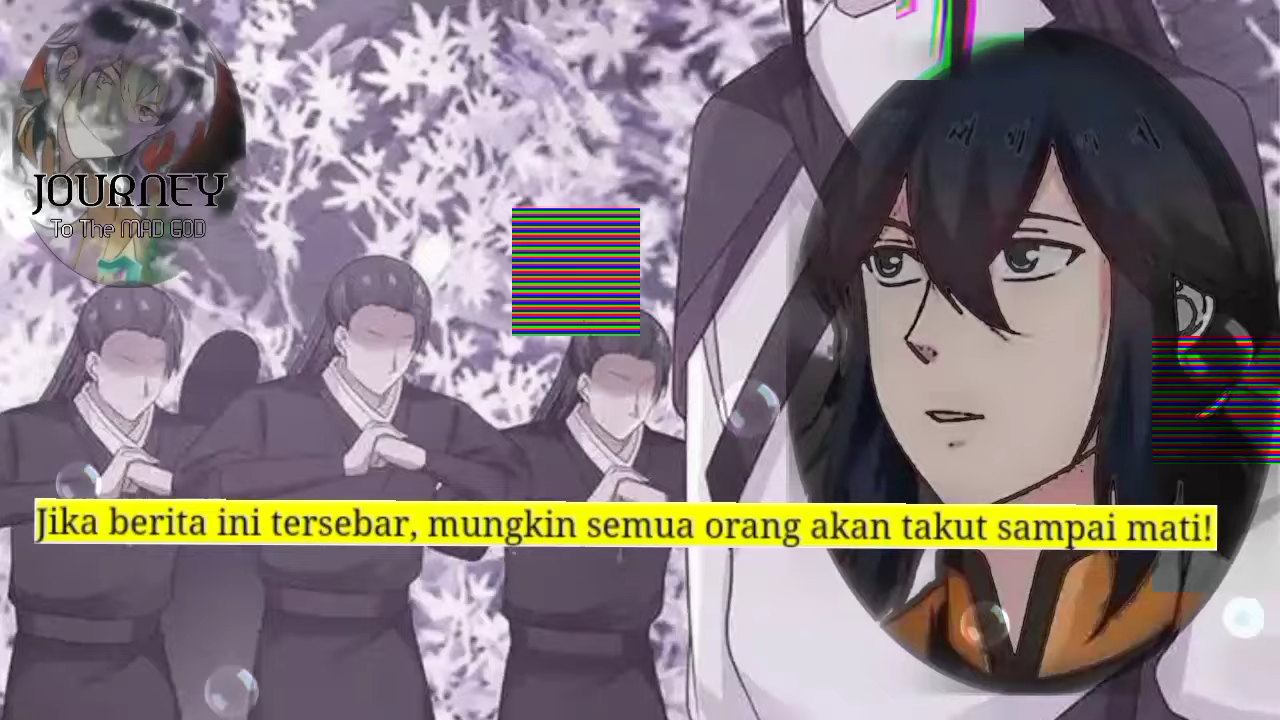 JOURNEY
To The MAD GOD
Jika berita ini tersebar, mungkin semua orang akan takut sampai mati!